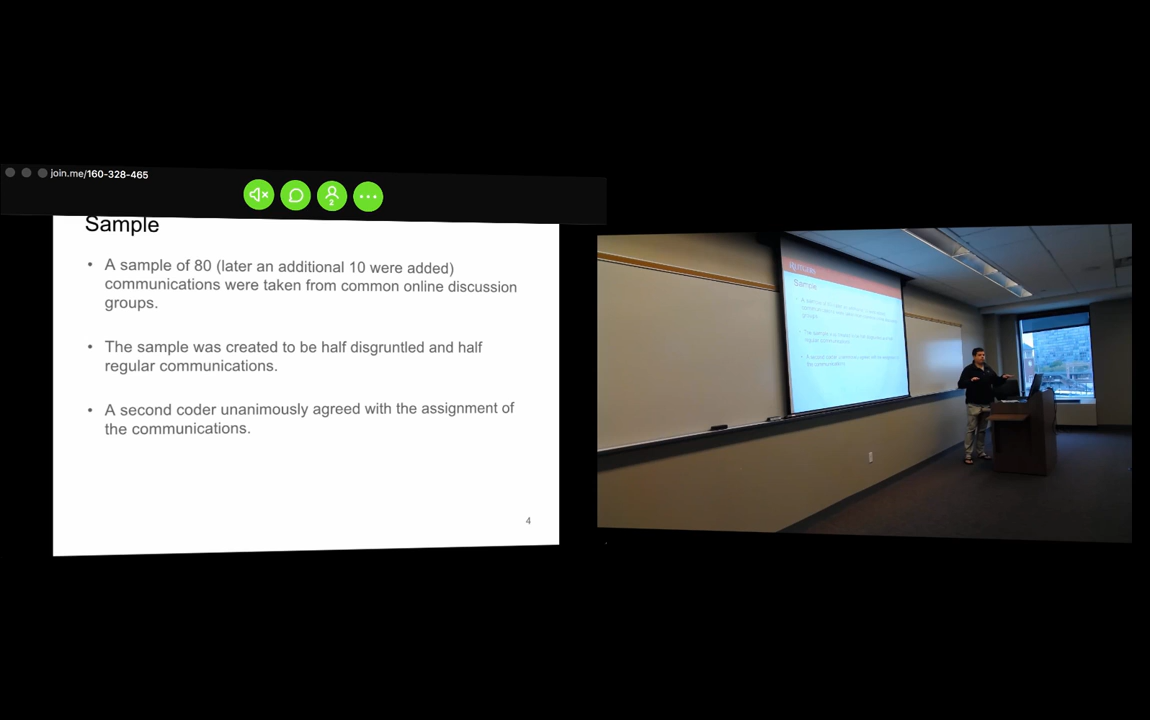 join.me/160-328-465
2
Sample
• A sample of 80 (later an additional 10 were added)
communications were taken from common online discussion
groups.
• The sample was created to be half disgruntled and half
regular communications.
• A second coder unanimously agreed with the assignment of
the communications.
4
Sample